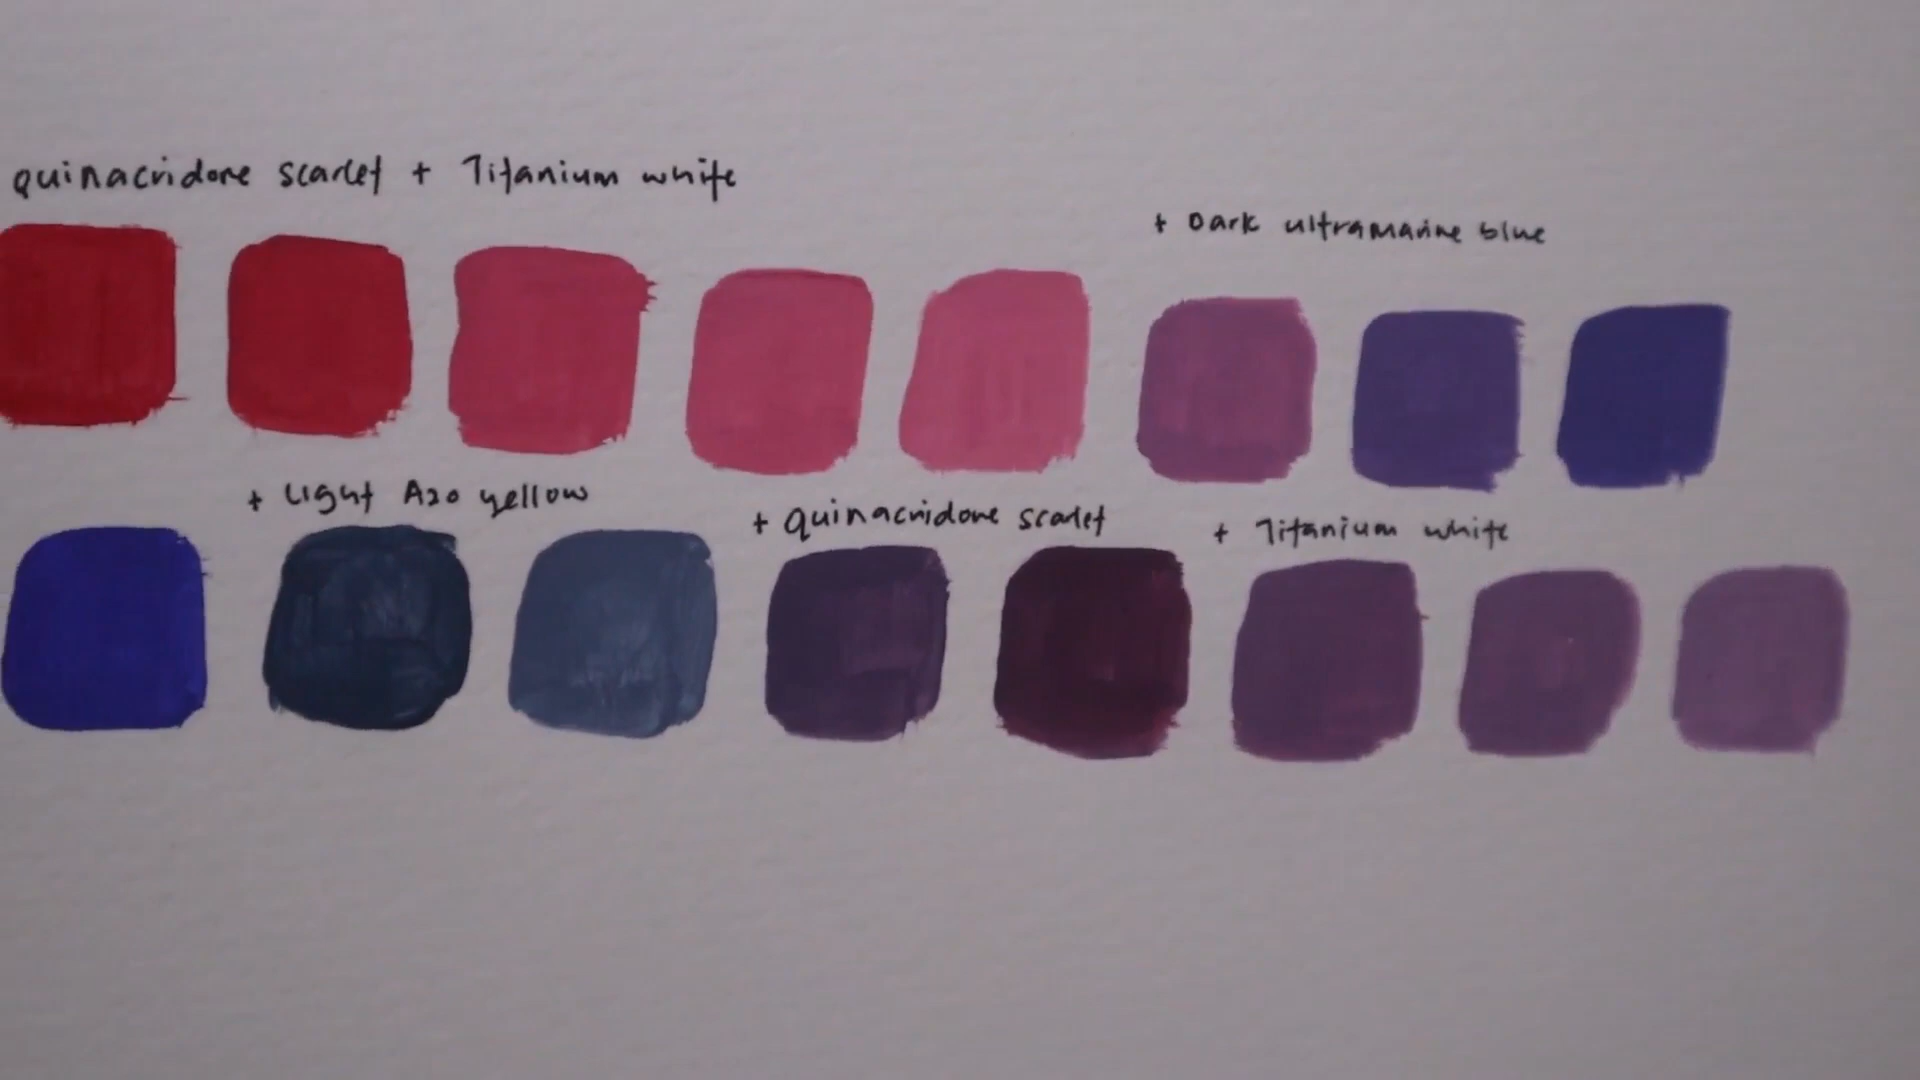 quinacridone scarlet + Titanium white
+ Dark ultramarine blue
+ Light Azo yellow
+ quinacridone scarlet
+ Titanium white